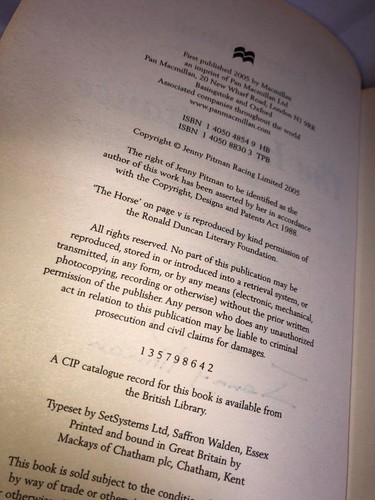 First published 2005 by Macmillan
an imprint of Pan Macmillan Ltd
Pan Macmillan, 20 New Wharf Road, London N1 9RR
Basingstoke and Oxford
Associated companies throughout the world
www.panmacmillan.com
ISBN 1 4050 4854 9 HB
ISBN 1 4050 8830 3 TPB
Copyright © Jenny Pitman Racing Limited 2005
The right of Jenny Pitman to be identified as the
author of this work has been asserted by her in accordance
with the Copyright, Designs and Patents Act 1988.
'The Horse' on page v is reproduced by kind permission of
the Ronald Duncan Literary Foundation.
All rights reserved. No part of this publication may be
reproduced, stored in or introduced into a retrieval system, or
transmitted, in any form, or by any means (electronic, mechanical,
photocopying, recording or otherwise) without the prior written
permission of the publisher. Any person who does any unauthorized
act in relation to this publication may be liable to criminal
prosecution and civil claims for damages.
1 3 5 7 9 8 6 4 2
A CIP catalogue record for this book is available from
the British Library.
Typeset by SetSystems Ltd, Saffron Walden, Essex
Printed and bound in Great Britain by
Mackays of Chatham plc, Chatham, Kent
This book is sold subject to the condition
by way of trade or other
or otherwise